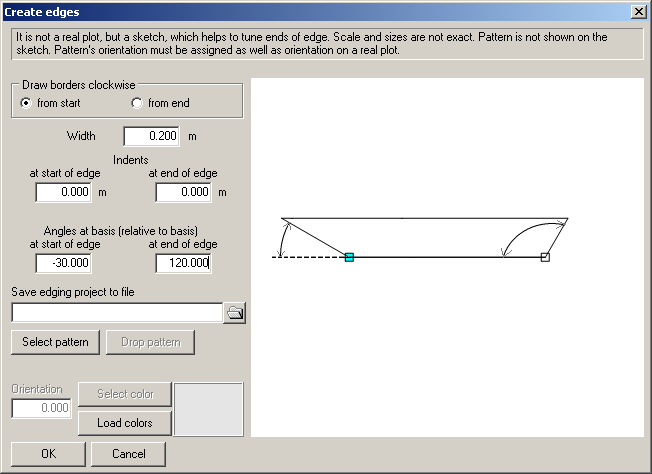 Create edges
It is not a real plot, but a sketch, which helps to tune ends of edge. Scale and sizes are not exact. Pattern is not shown on the
sketch. Pattern's orientation must be assigned as well as orientation on a real plot.
Draw borders clockwise
from start from end
Width 0.200 m
Indents
at start of edge at end of edge
0.000 m 0.000 m
Angles at basis (relative to basis)
at start of edge at end of edge
-30.000 120.000
Save edging project to file
Select pattern Drop pattern
Orientation
Select color
0.000
Load colors
OK Cancel